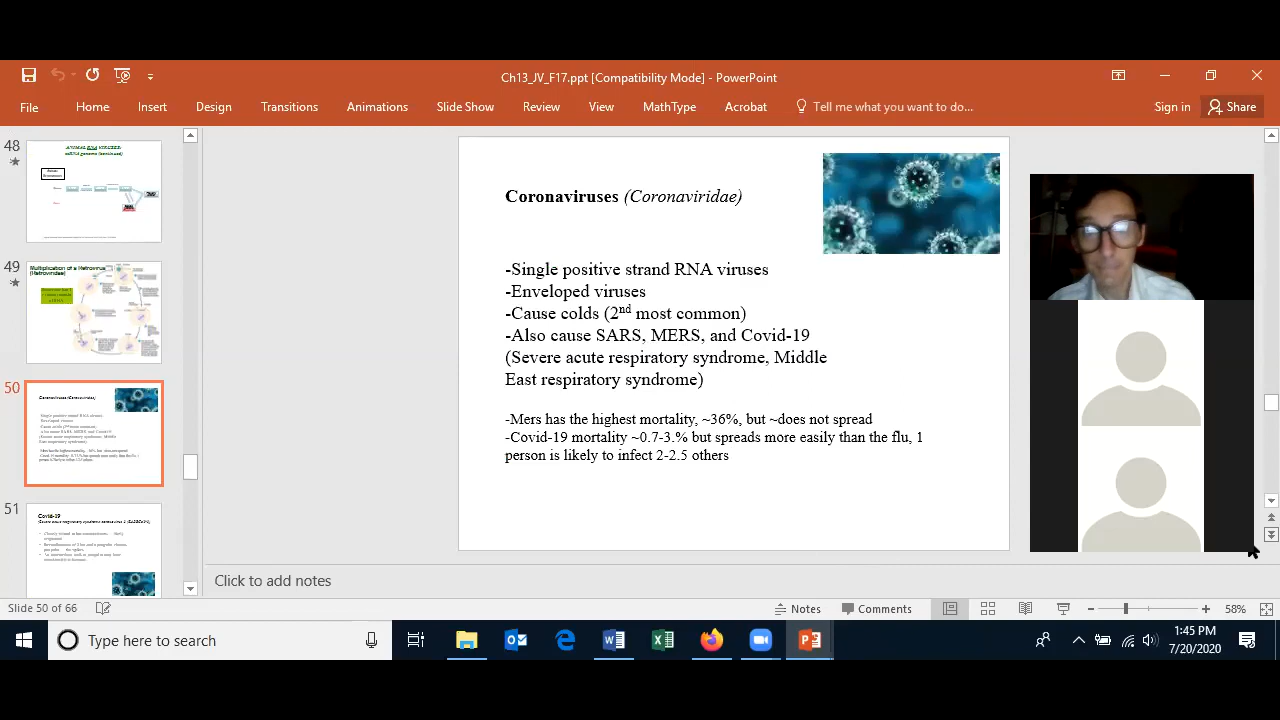 Ch13_JV_F17.ppt [Compatibility Mode] - PowerPoint
File Home Insert Design Transitions Animations Slide Show Review View MathType Acrobat Tell me what you want to do... Sign in Share
48
ANIMAL RNA VIRUSES:
49
Multiplication of a Retrovirus
(Retroviridae)
50
51
Covid-19
Coronaviruses (Coronaviridae)
-Single positive strand RNA viruses
-Enveloped viruses
-Cause colds (2nd most common)
-Also cause SARS, MERS, and Covid-19
(Severe acute respiratory syndrome, Middle
East respiratory syndrome)
-Mers has the highest mortality, ~36%, but it does not spread
-Covid-19 mortality ~0.7-3.% but spreads more easily than the flu, 1
person is likely to infect 2-2.5 others
Click to add notes
Slide 50 of 66 Notes Comments 58%
Type here to search
1:45 PM
7/20/2020